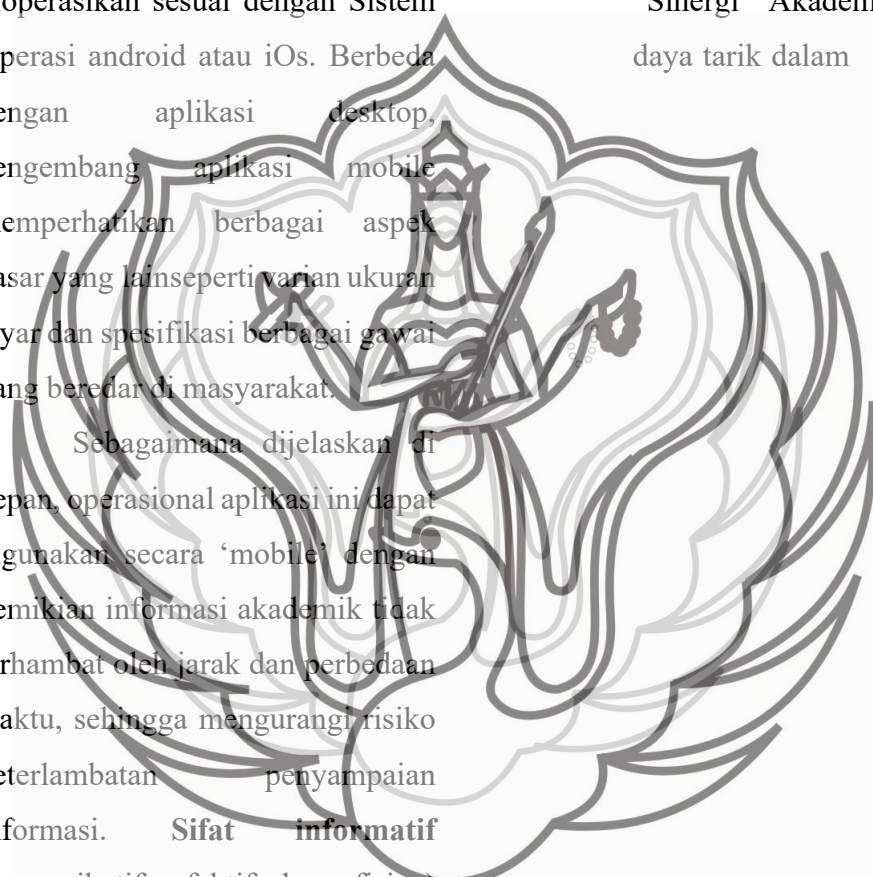 operasikan sesuai dengan Sistem
perasi android atau iOs. Berbeda
engan aplikasi desktop,
engembang aplikasi mobile
emperhatikan berbagai aspek
asar yang lainseperti varian ukuran
yar dan spesifikasi berbagai gawai
ang beredar di masyarakat.
Sebagaimana dijelaskan di
epan, operasional aplikasi ini dapat
gunakan secara ‘mobile’ dengan
emikian informasi akademik tidak
rhambat oleh jarak dan perbedaan
aktu, sehingga mengurangi risiko
eterlambatan penyampaian
formasi. Sifat informatif
Sinergi Akadem
daya tarik dalam